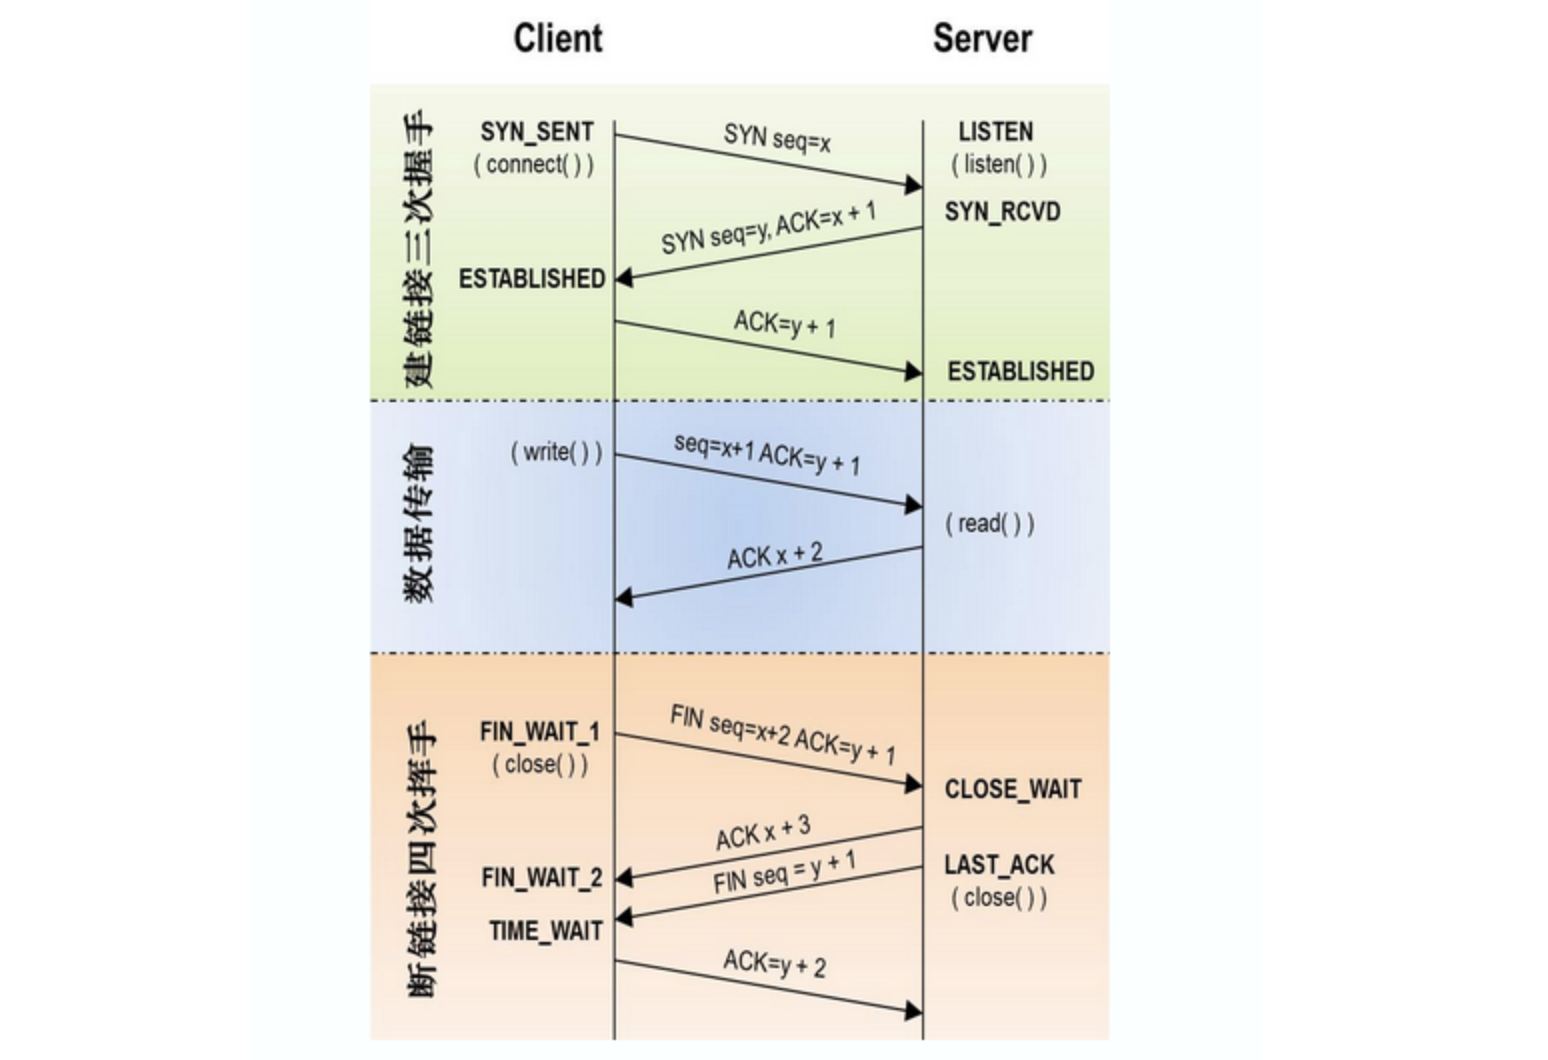 Client
Server
建链接三次握手
SYN_SENT
( connect( ) )
SYN seq=x
LISTEN
( listen( ) )
SYN_RCVD
SYN seq=y, ACK=x + 1
ESTABLISHED
ACK=y + 1
ESTABLISHED
数据传输
( write( ) )
seq=x+1 ACK=y + 1
( read( ) )
ACK x + 2
断链接四次挥手
FIN_WAIT_1
( close( ) )
FIN seq=x+2 ACK=y + 1
CLOSE_WAIT
ACK x + 3
FIN_WAIT_2
FIN seq = y + 1
LAST_ACK
( close( ) )
TIME_WAIT
ACK=y + 2